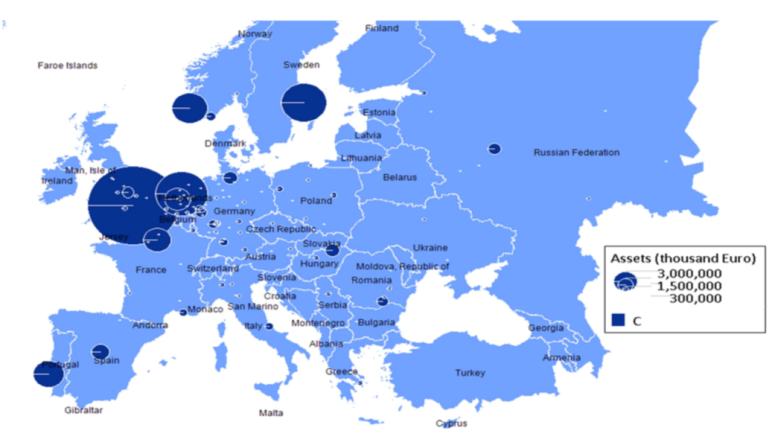 Norway
Finland
Faroe Islands
Sweden
Estonia
Latvia
Denmark
Russian Federation
Lithuania
Man, Isle of
Ireland
Belarus
Poland
Germany
Belgium
Czech Republic
Jersey
Slovakia
Ukraine
Austria
France
Switzerland
Hungary
Moldova, Republic of
Slovenia
Romania
Croatia
Monaco
San Marino
Serbia
Andorra
Italy
Montenegro
Bulgaria
Georgia
Albania
Armenia
Portugal
Spain
Greece
Turkey
Gibraltar
Malta
Cyprus
Assets (thousand Euro)
3,000,000
1,500,000
300,000
C